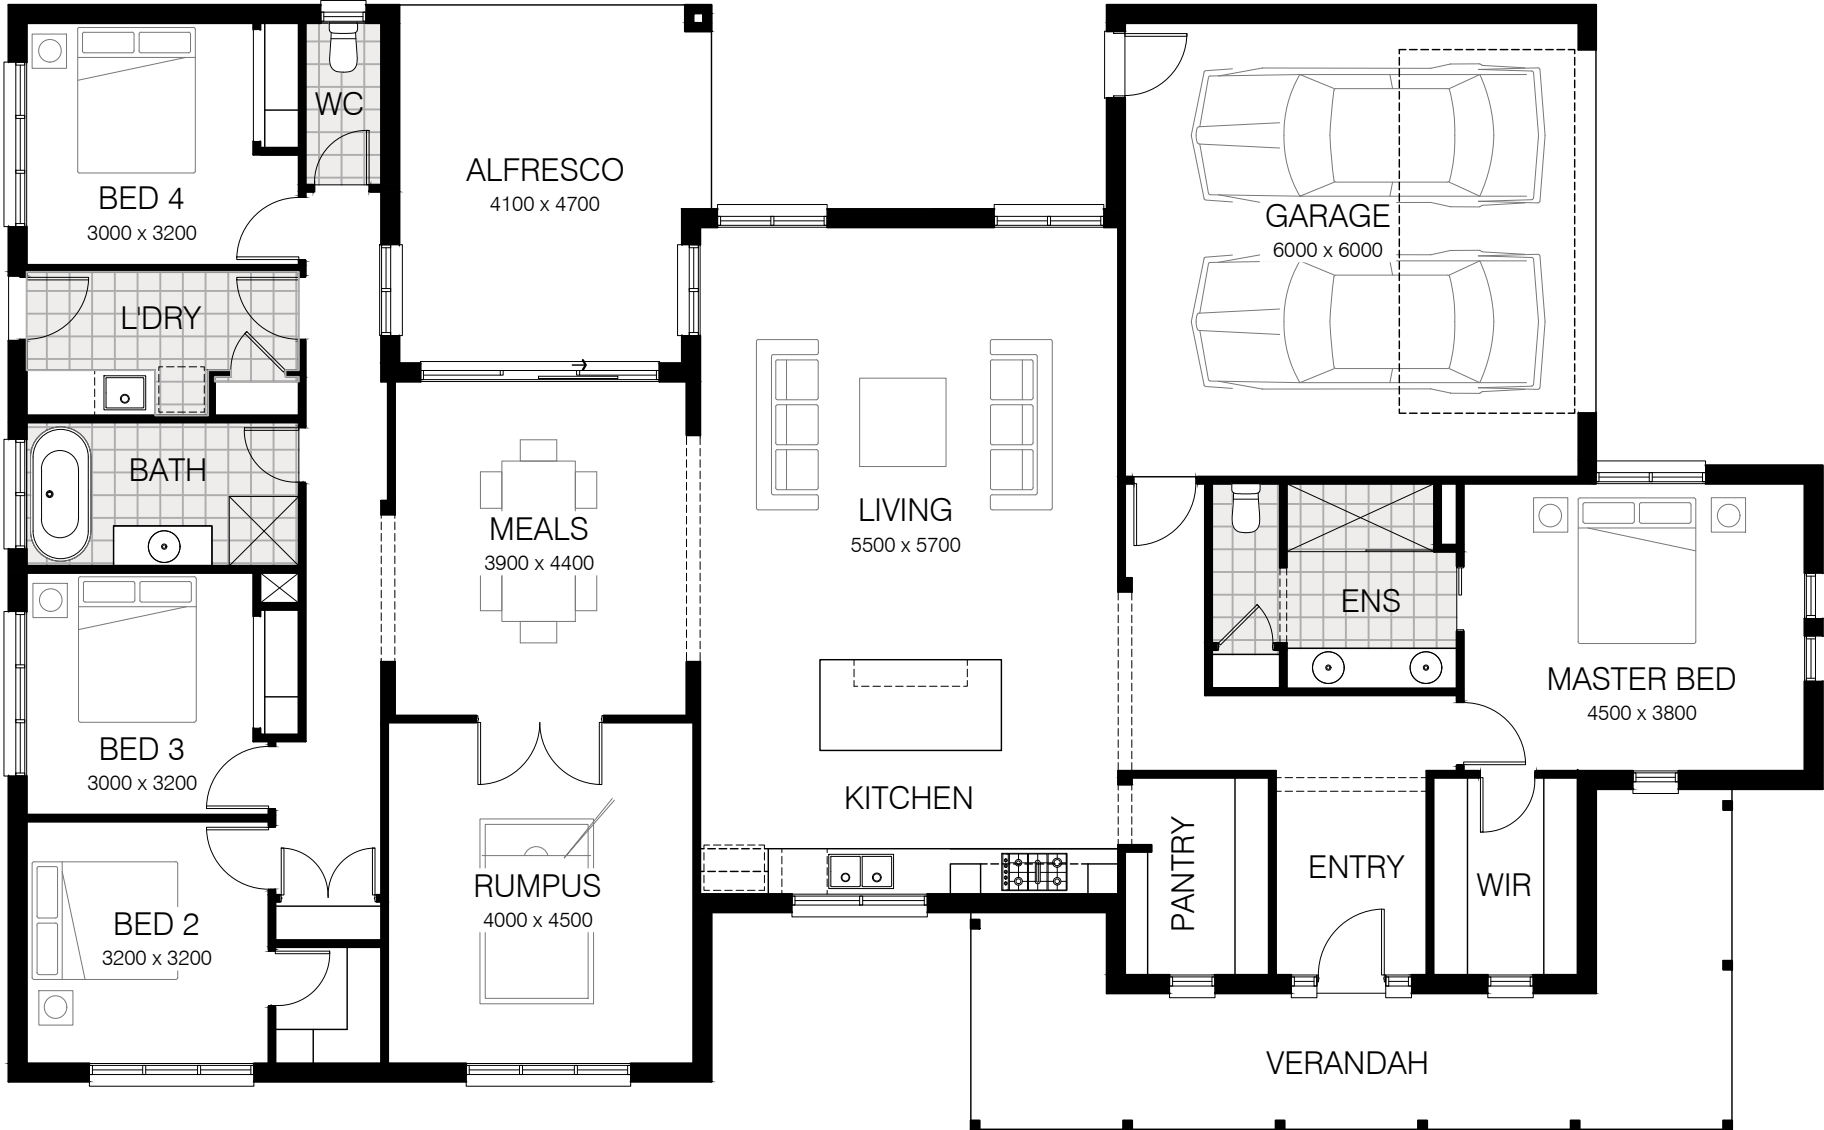 WC
ALFRESCO
4100 x 4700
BED 4
3000 x 3200
GARAGE
6000 x 6000
L'DRY
BATH
MEALS
3900 x 4400
LIVING
5500 x 5700
ENS
MASTER BED
4500 x 3800
BED 3
3000 x 3200
KITCHEN
PANTRY
ENTRY
WIR
RUMPUS
4000 x 4500
BED 2
3200 x 3200
VERANDAH